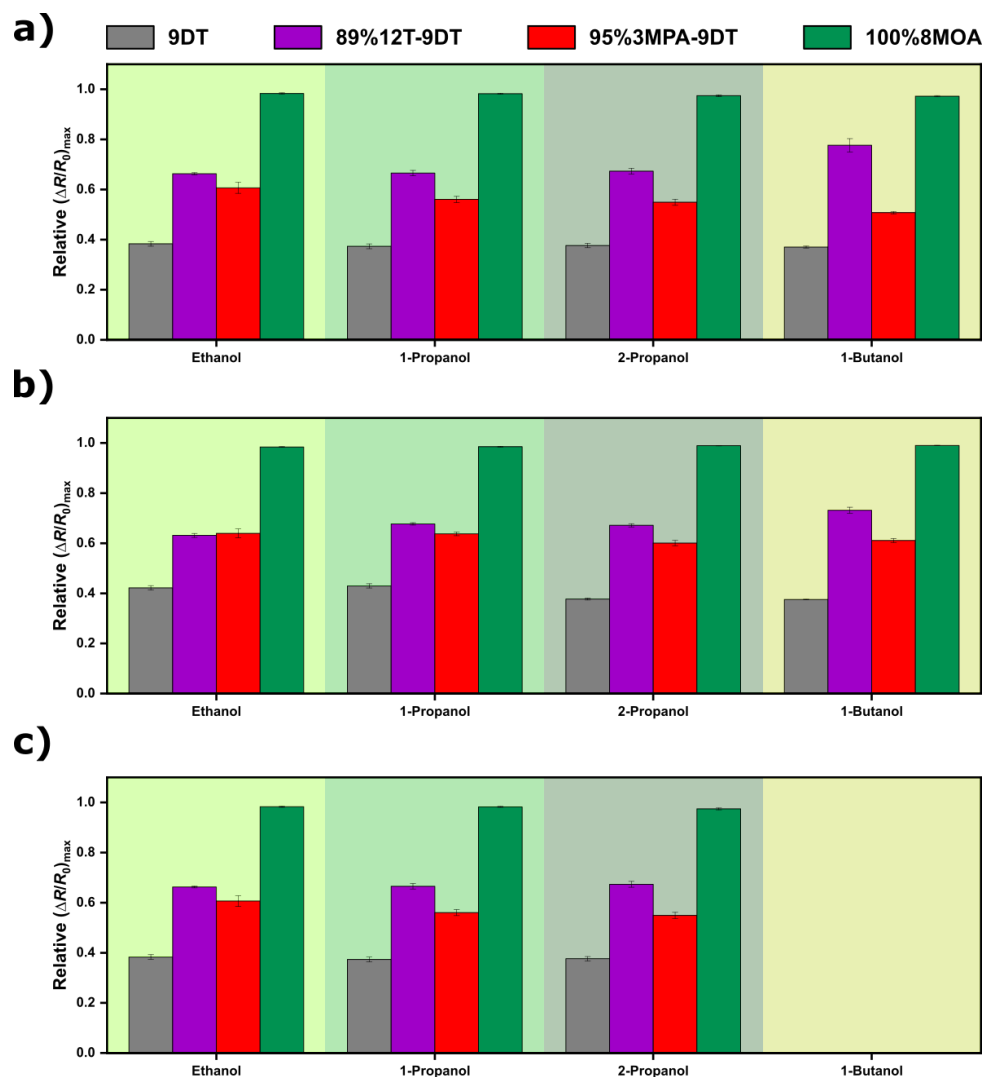 a)
9DT 89%12T-9DT 95%3MPA-9DT 100%8MOA
Relative (ΔR/R₀)max
1.0
0.8
0.6
0.4
0.2
0.0
Ethanol 1-Propanol 2-Propanol 1-Butanol
b)
Relative (ΔR/R₀)max
1.0
0.8
0.6
0.4
0.2
0.0
Ethanol 1-Propanol 2-Propanol 1-Butanol
c)
Relative (ΔR/R₀)max
1.0
0.8
0.6
0.4
0.2
0.0
Ethanol 1-Propanol 2-Propanol 1-Butanol